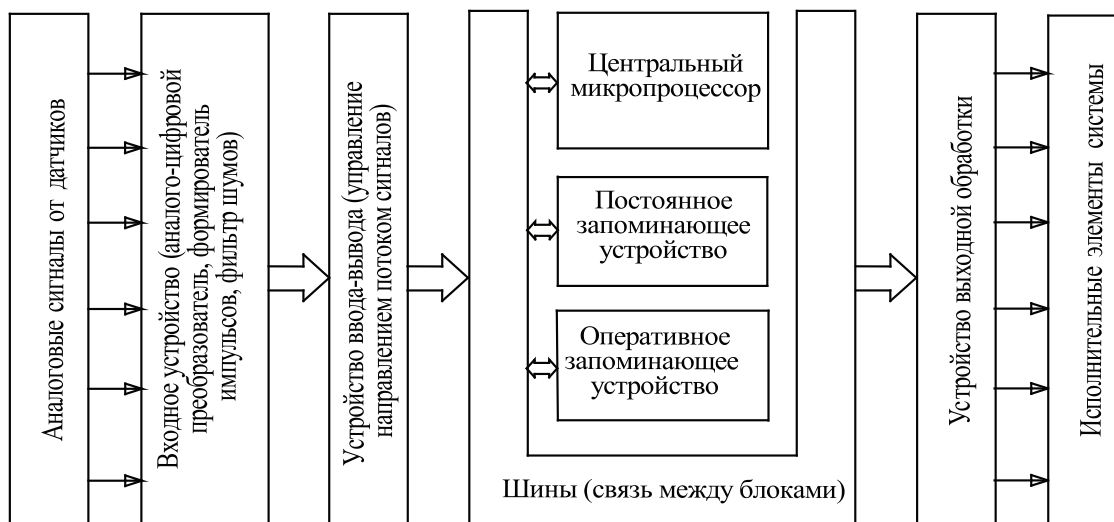 Аналоговые сигналы от датчиков
Входное устройство (аналого-цифровой
преобразователь, формирователь
импульсов, фильтр шумов)
Устройство ввода-вывода (управление
направлением потоком сигналов)
Центральный
микропроцессор
Постоянное
запоминающее
устройство
Оперативное
запоминающее
устройство
Шины (связь между блоками)
Устройство выходной обработки
Исполнительные элементы системы